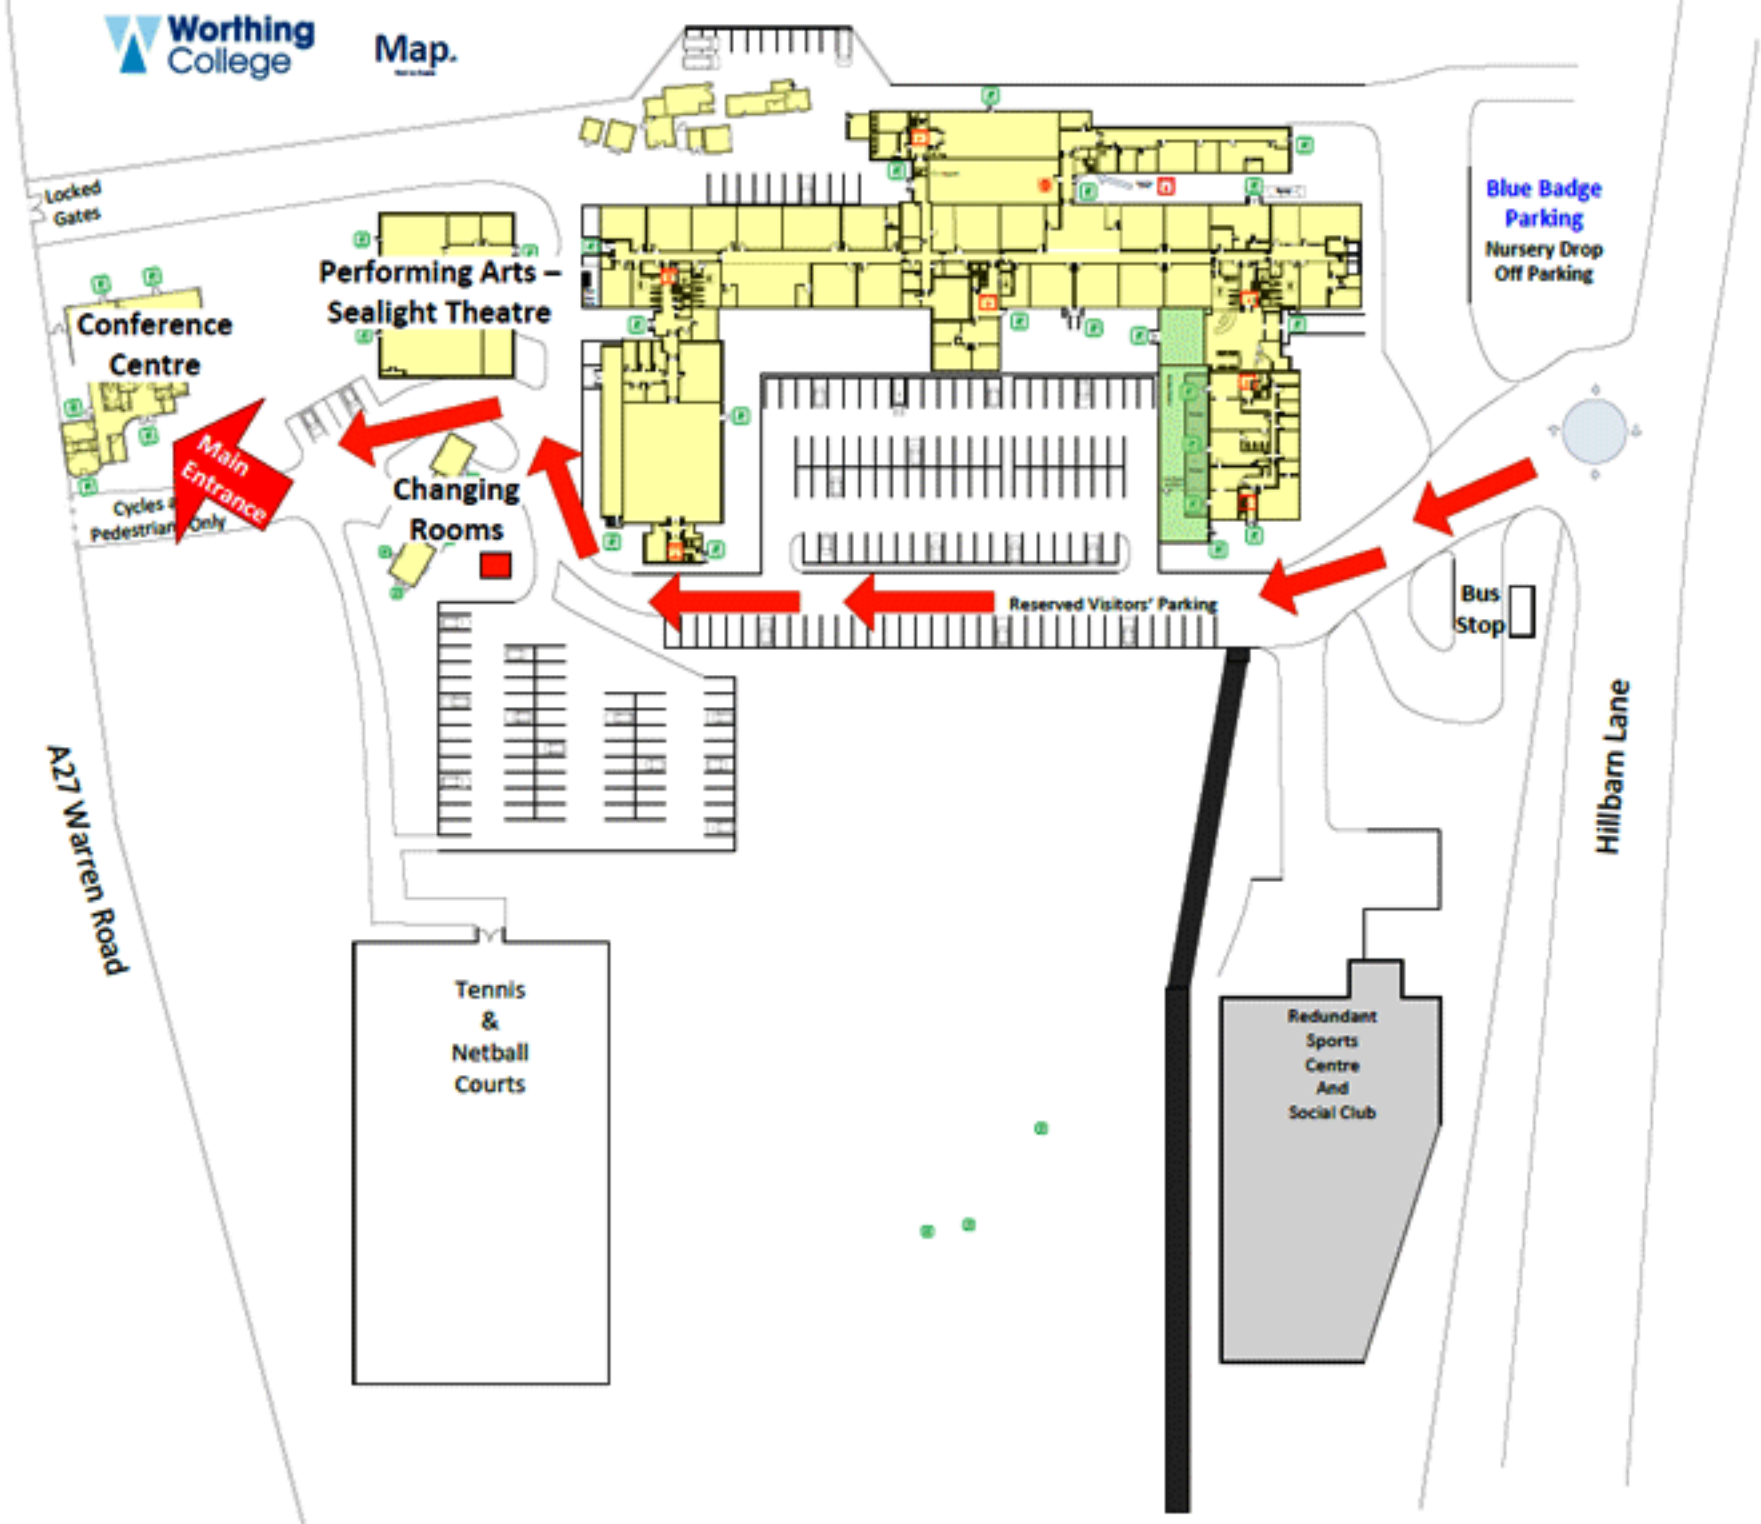 Worthing
College
Map.
Locked
Gates
Blue Badge
Parking
Nursery Drop
Off Parking
Performing Arts –
Sealight Theatre
Conference
Centre
Main
Entrance
Cycles a
Pedestrian Only
Changing
Rooms
Reserved Visitors' Parking
Bus
Stop
A27 Warren Road
Hillbarn Lane
Tennis
&
Netball
Courts
Redundant
Sports
Centre
And
Social Club